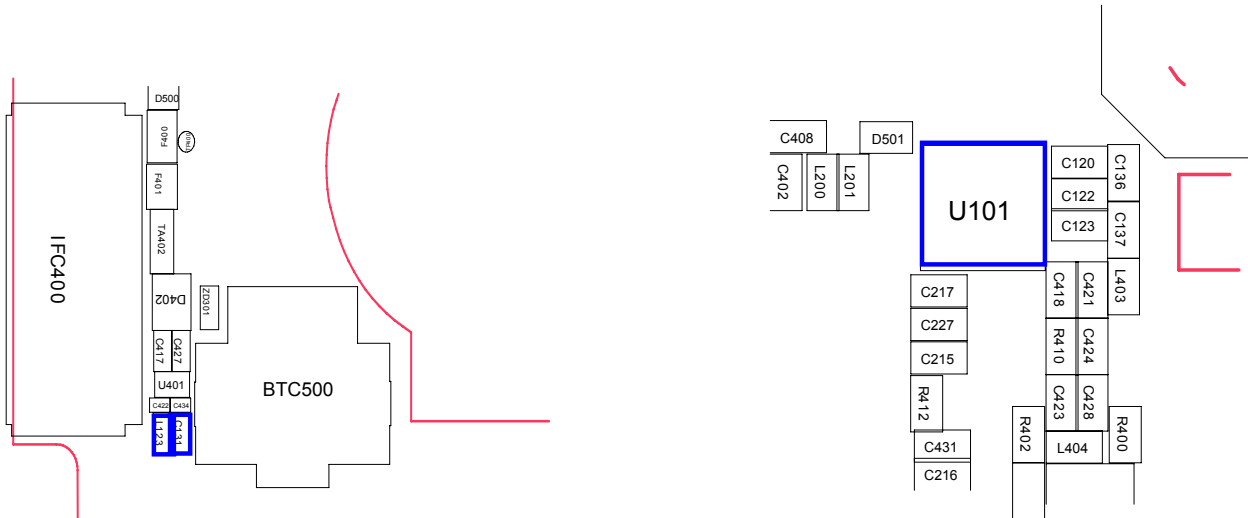 D500
F400
F401
TA402
IFC400
D402
ZD301
C417
C427
U401
BTC500
C422
C434
L123
C131
C408
D501
C402
L200
L201
U101
C120
C136
C122
C123
C137
C217
C418
C421
L403
C227
C215
R410
C424
R412
C423
C428
R402
R400
C431
L404
C216